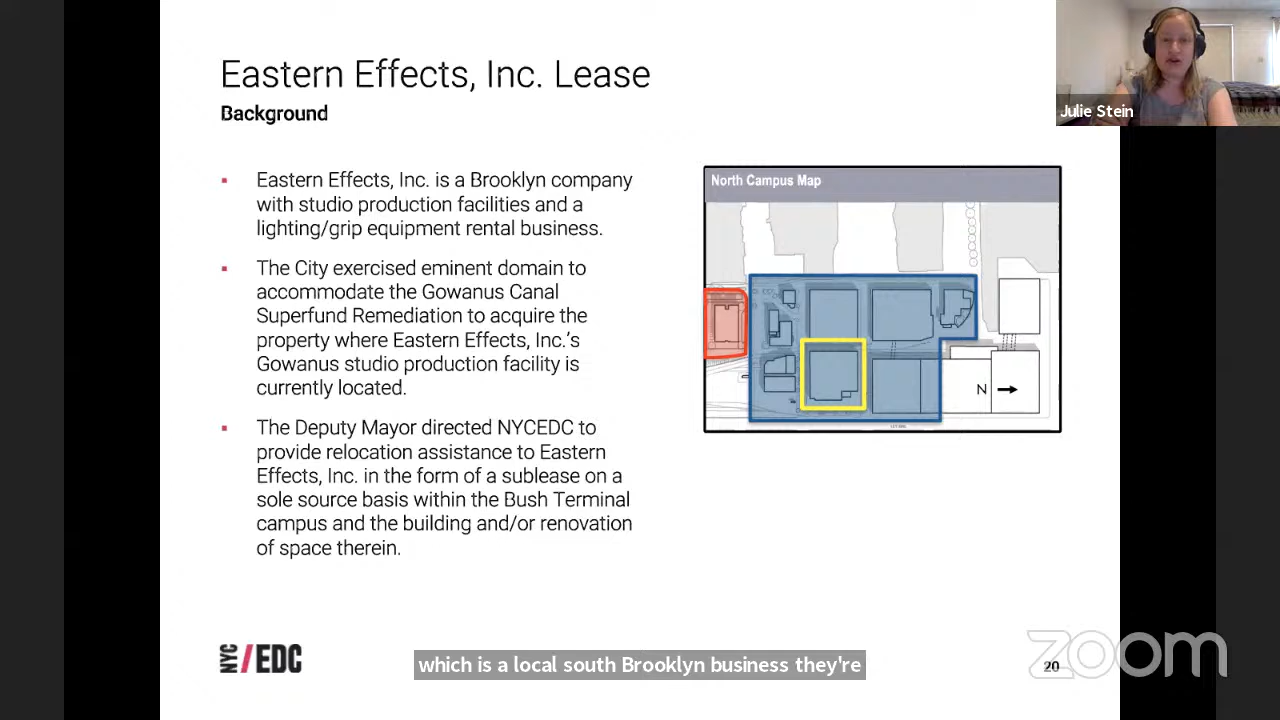 Eastern Effects, Inc. Lease
Background
Eastern Effects, Inc. is a Brooklyn company
with studio production facilities and a
lighting/grip equipment rental business.
The City exercised eminent domain to
accommodate the Gowanus Canal
Superfund Remediation to acquire the
property where Eastern Effects, Inc.'s
Gowanus studio production facility is
currently located.
The Deputy Mayor directed NYCEDC to
provide relocation assistance to Eastern
Effects, Inc. in the form of a sublease on a
sole source basis within the Bush Terminal
campus and the building and/or renovation
of space therein.
North Campus Map
N
Julie Stein
NYC/EDC
which is a local south Brooklyn business they're
20
zoom